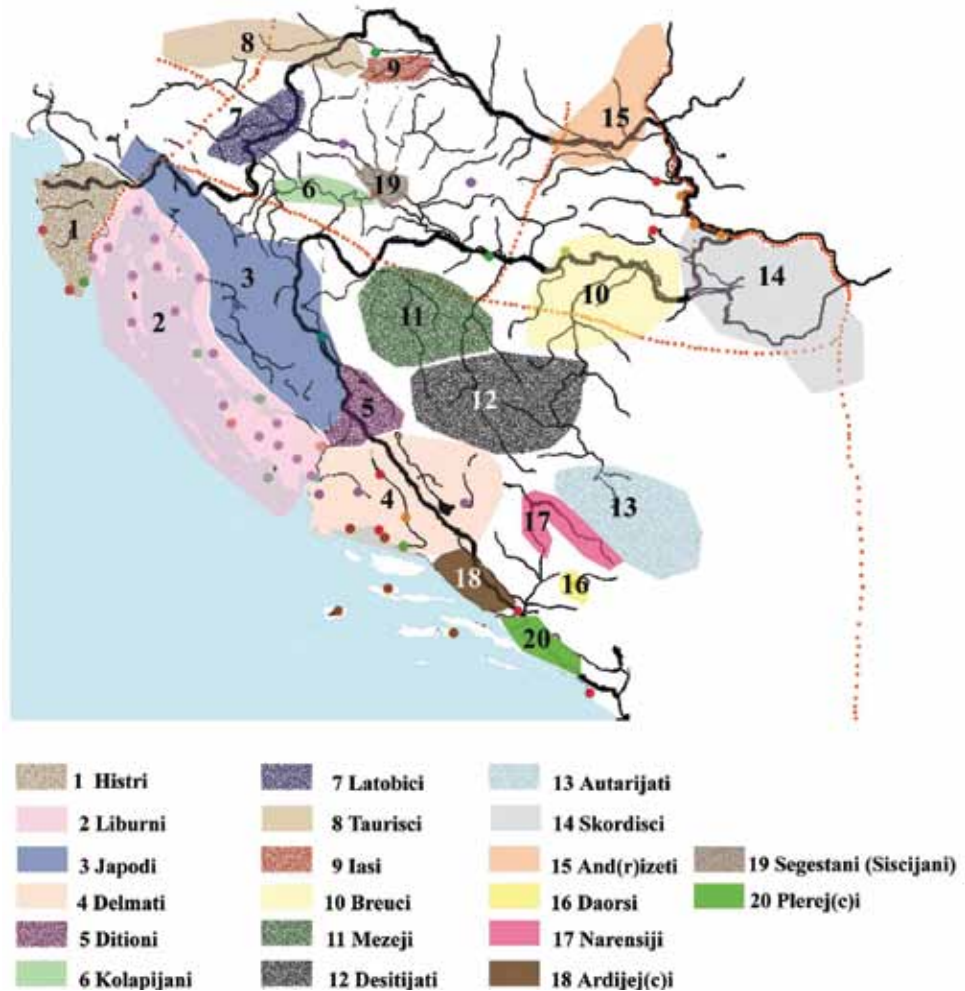 8
9
15
7
6
19
1
3
14
2
10
11
12
5
4
17
13
18
16
20
1 Histri
2 Liburni
3 Japodi
4 Delmati
5 Ditioni
6 Kolapijani
7 Latobici
8 Taurisci
9 Iasi
10 Breuci
11 Mezeji
12 Desitijati
13 Autarijati
14 Skordisci
15 And(r)izeti
16 Daorsi
17 Narensiji
18 Ardijej(c)i
19 Segestani (Siscijani)
20 Plerej(c)i